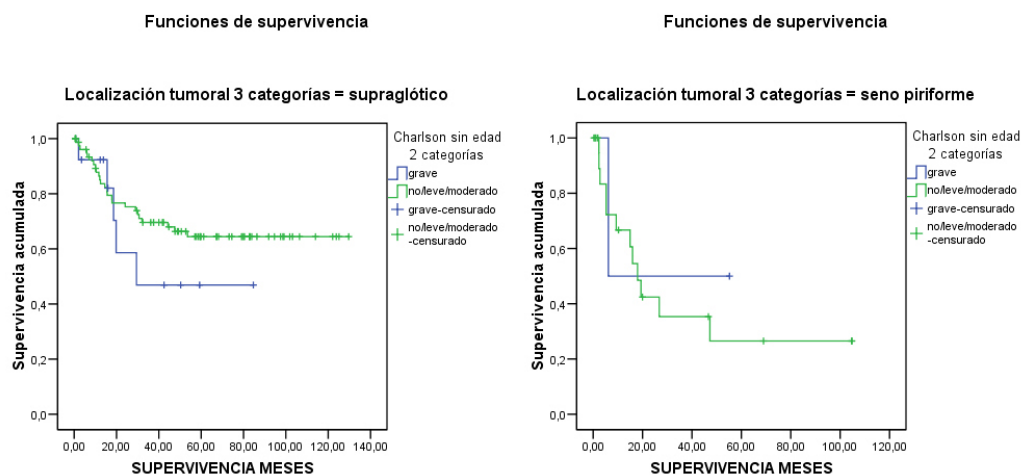 Funciones de supervivencia
Localización tumoral 3 categorías = supraglótico
Charlson sin edad
2 categorías
grave
no/leve/moderado
grave-censurado
no/leve/moderado
-censurado
Supervivencia acumulada
1,0
0,8
0,6
0,4
0,2
0,0
0,00 20,00 40,00 60,00 80,00 100,00 120,00 140,00
SUPERVIVENCIA MESES
Funciones de supervivencia
Localización tumoral 3 categorías = seno piriforme
Charlson sin edad
2 categorías
grave
no/leve/moderado
grave-censurado
no/leve/moderado
-censurado
Supervivencia acumulada
1,0
0,8
0,6
0,4
0,2
0,0
0,00 20,00 40,00 60,00 80,00 100,00 120,00
SUPERVIVENCIA MESES